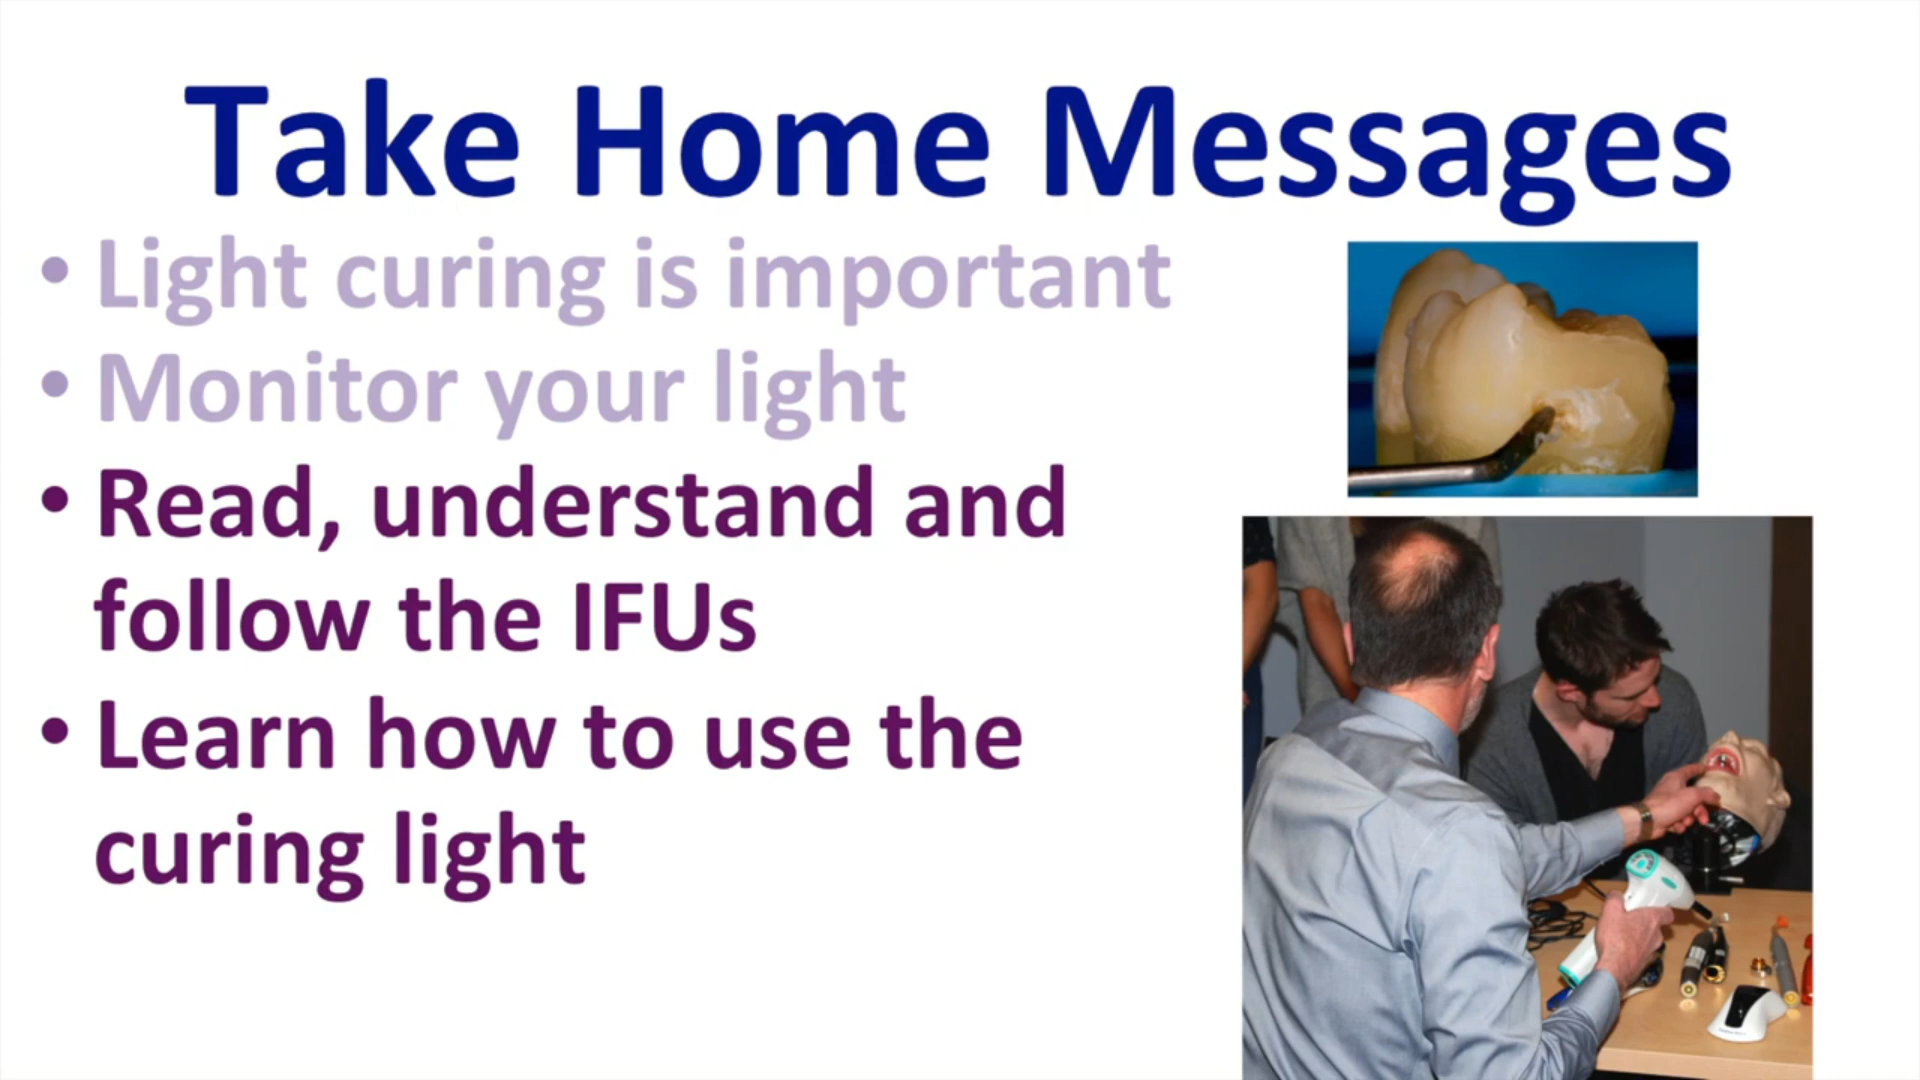 Take Home Messages
• Light curing is important
• Monitor your light
• Read, understand and
follow the IFUs
• Learn how to use the
curing light